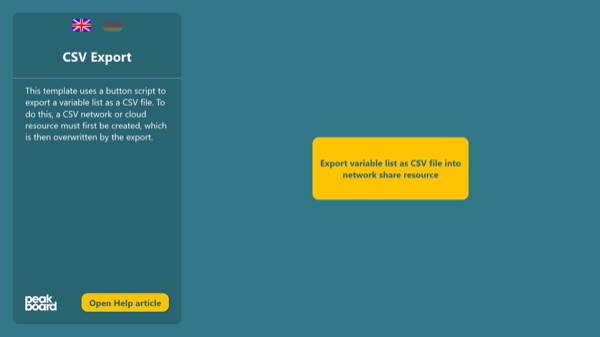 CSV Export
This template uses a button script to
export a variable list as a CSV file. To
do this, a CSV network or cloud
resource must first be created, which
is then overwritten by the export.
Export variable list as CSV file into
network share resource
peak
board
Open Help article